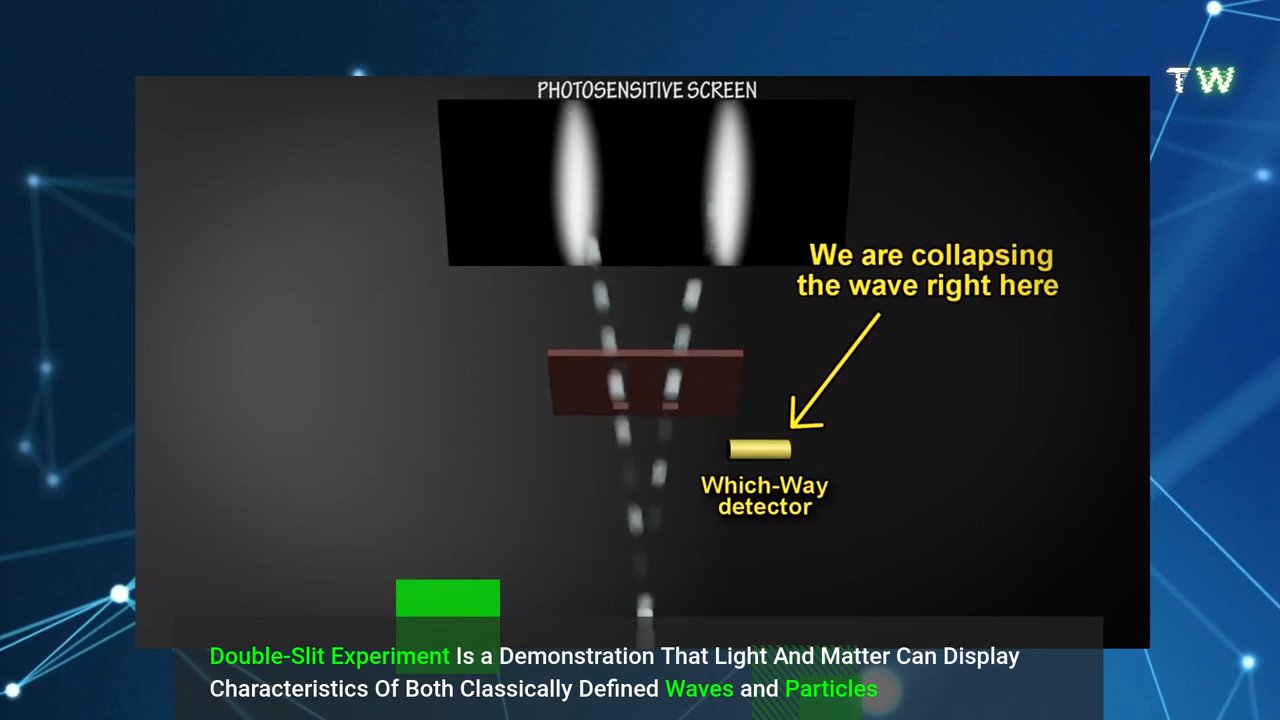 PHOTOSENSITIVE SCREEN
TW
We are collapsing
the wave right here
Which-Way
detector
Double-Slit Experiment Is a Demonstration That Light And Matter Can Display
Characteristics Of Both Classically Defined Waves and Particles